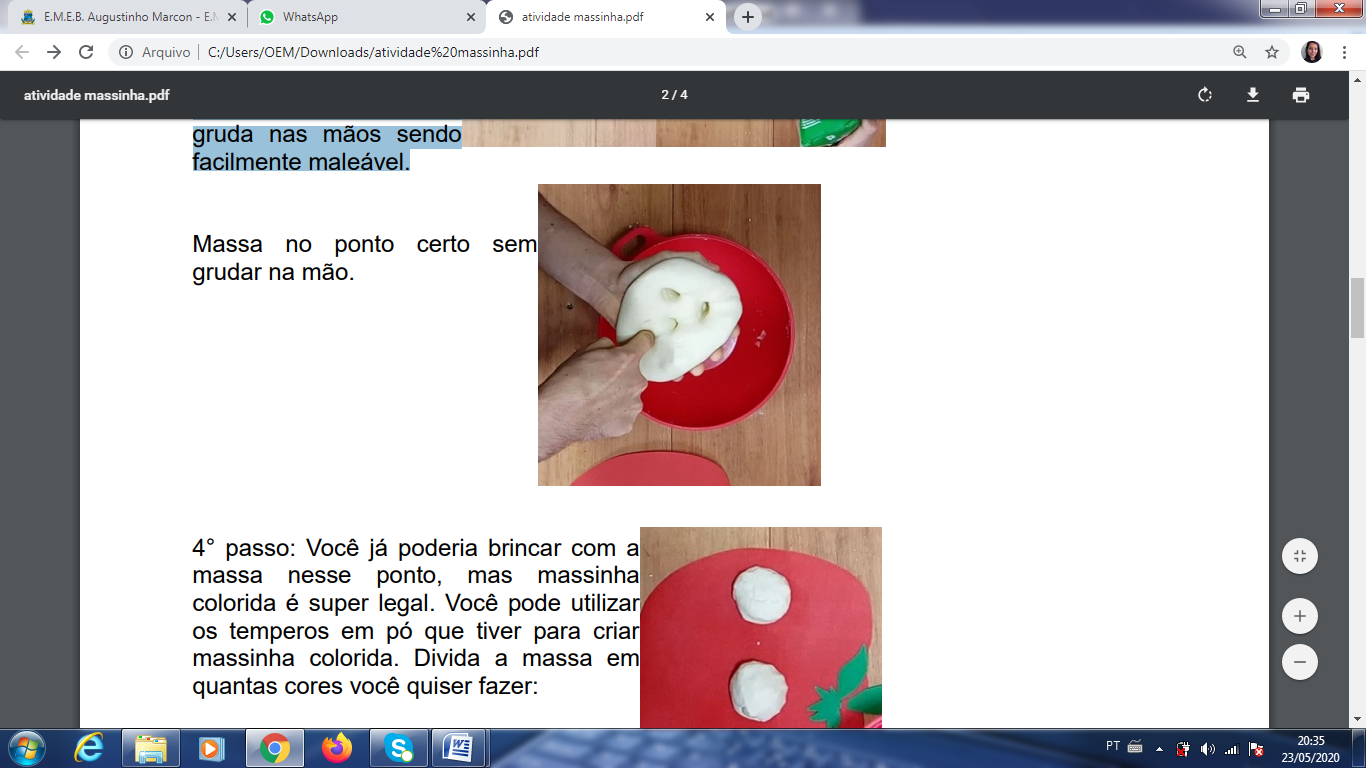 E.M.E.B. Augustinho Marcon - E.M
WhatsApp
atividade massinha.pdf
Arquivo
C:/Users/OEM/Downloads/atividade%20massinha.pdf
atividade massinha.pdf
2 / 4
gruda nas mãos sendo
facilmente maleável.
Massa no ponto certo sem
grudar na mão.
4° passo: Você já poderia brincar com a
massa nesse ponto, mas massinha
colorida é super legal. Você pode utilizar
os temperos em pó que tiver para criar
massinha colorida. Divida a massa em
quantas cores você quiser fazer:
PT
20:35
23/05/2020